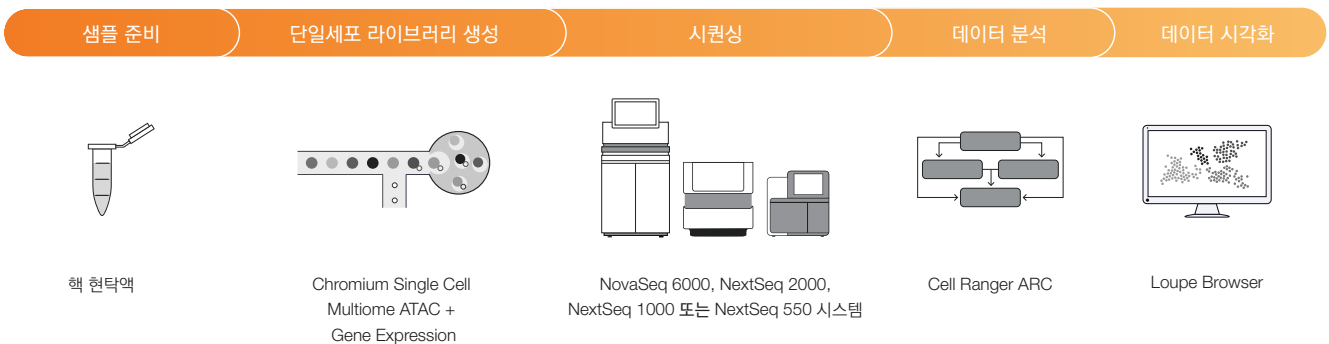 샘플 준비
단일세포 라이브러리 생성
시퀀싱
데이터 분석
데이터 시각화
핵 현탁액
Chromium Single Cell
Multiome ATAC +
Gene Expression
NovaSeq 6000, NextSeq 2000,
NextSeq 1000 또는 NextSeq 550 시스템
Cell Ranger ARC
Loupe Browser